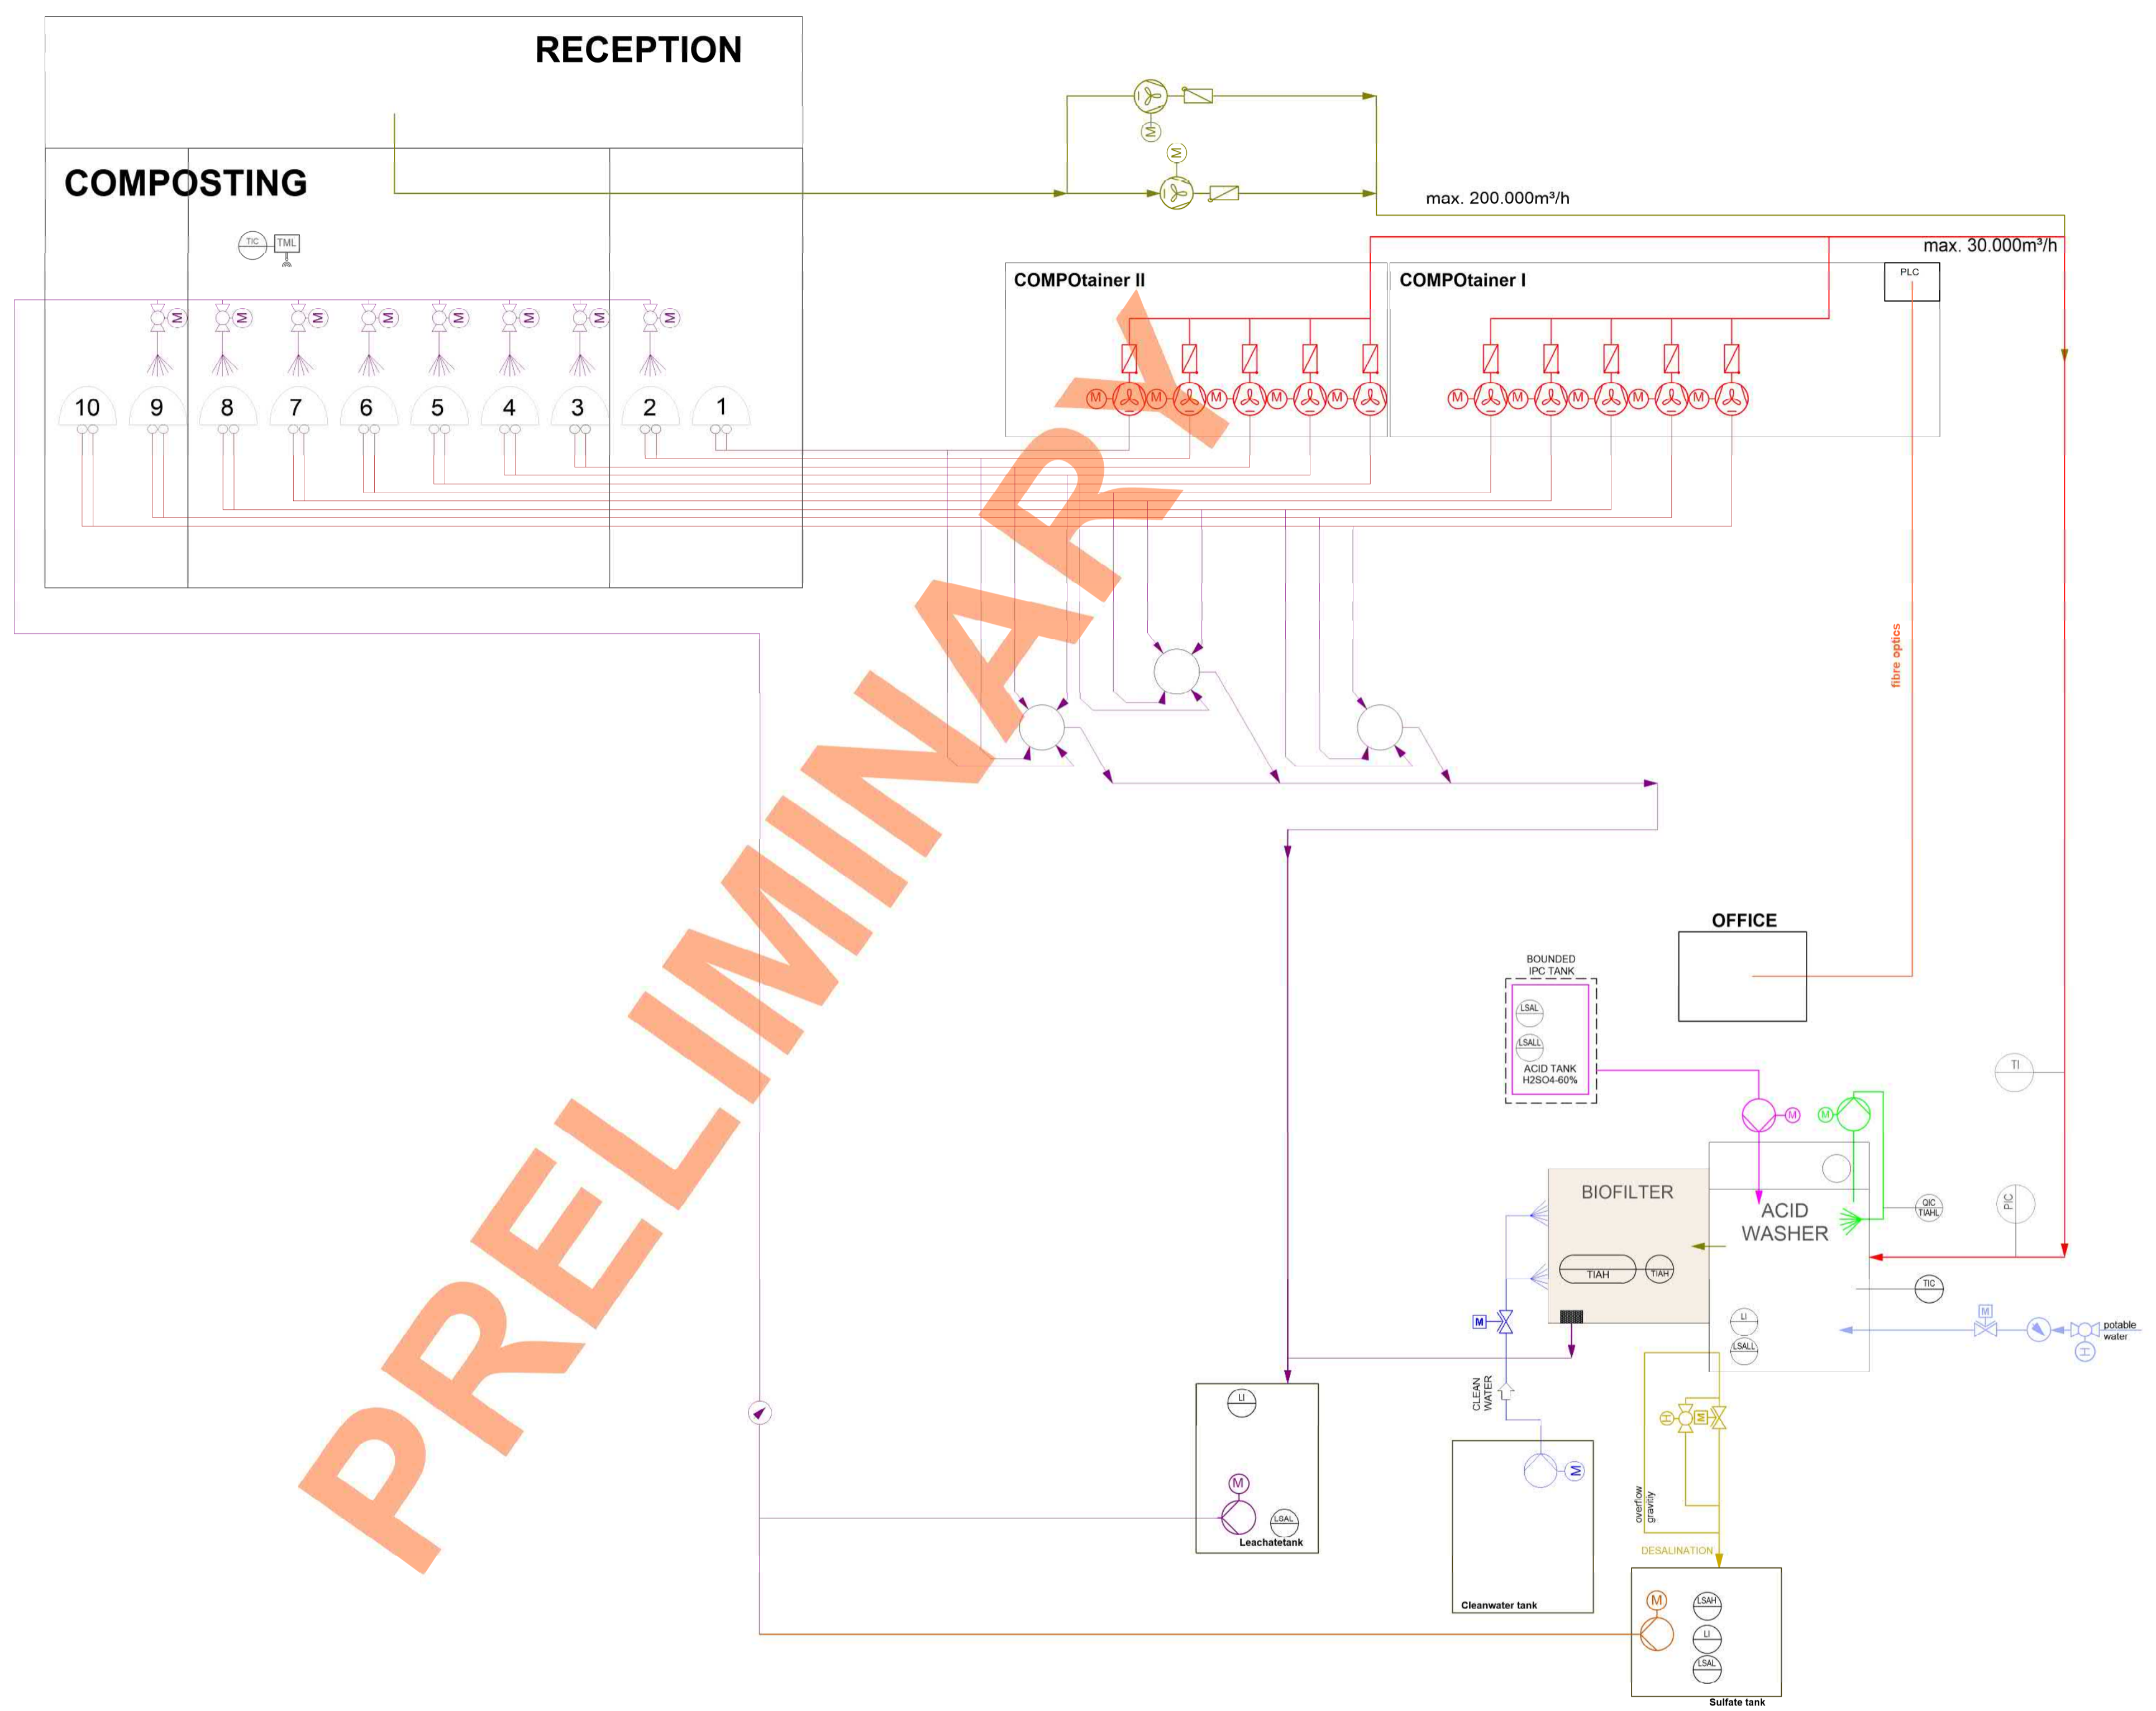 RECEPTION
COMPOSTING
M
M
max. 200.000m³/h
max. 30.000m³/h
TIC
TML
COMPOtainer II
COMPOtainer I
PLC
M
M
M
M
M
M
M
M
10
9
8
7
6
5
4
3
2
1
M
M
M
M
M
M
M
M
M
M
PRELIMINARY
fibre optics
OFFICE
BOUNDED
IPC TANK
LSAL
LSALL
ACID TANK
H2SO4-60%
TI
M
M
BIOFILTER
ACID
WASHER
QIC
TIAHL
PIC
TIAH
TIAH
TIC
M
LI
LSALL
M
potable
water
H
CLEAN
WATER
LI
H
M
M
M
LSAL
Leachatetank
overflow
gravitiy
DESALINATION
Cleanwater tank
M
LSAH
LI
LSAL
Sulfate tank